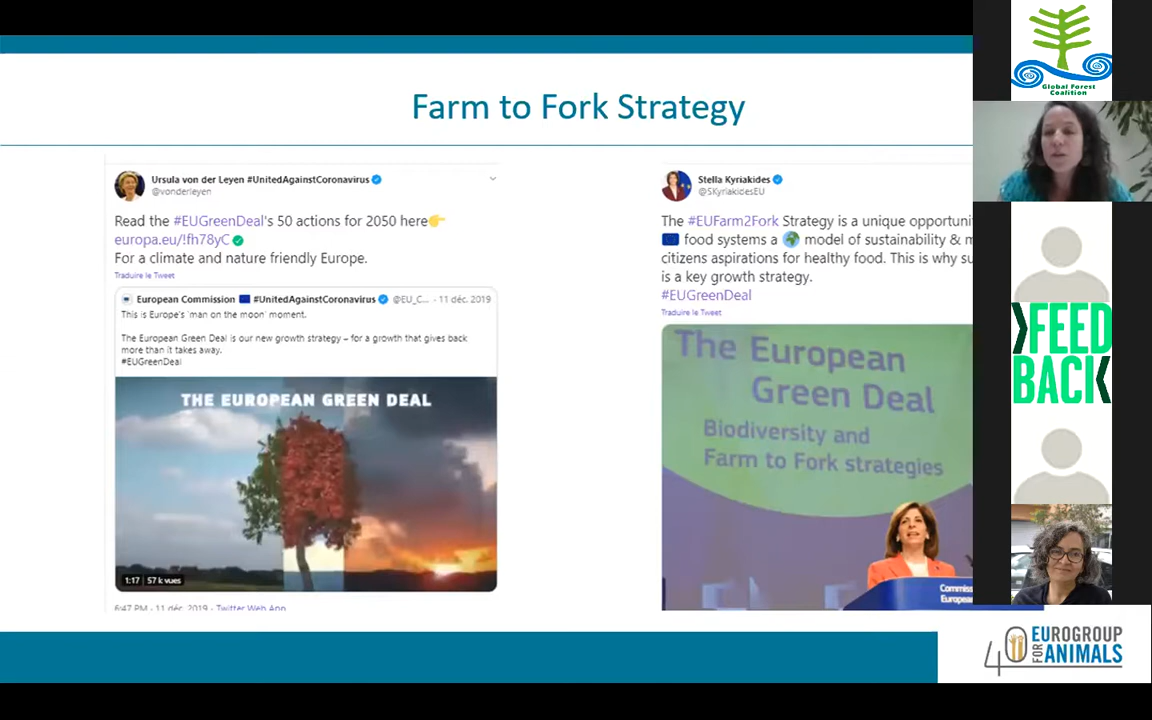 Farm to Fork Strategy
Ursula von der Leyen #UnitedAgainstCoronavirus
@vonderleyen
Read the #EUGreenDeal's 50 actions for 2050 here
europa.eu/!fh78yC
For a climate and nature friendly Europe.
Traduire le Tweet
European Commission #UnitedAgainstCoronavirus @EU_C... · 11 déc. 2019
This is Europe's 'man on the moon' moment.
The European Green Deal is our new growth strategy – for a growth that gives back
more than it takes away.
#EUGreenDeal
THE EUROPEAN GREEN DEAL
1:17 57 k vues
6:47 PM · 11 déc. 2019 · Twitter Web App
Stella Kyriakides
@SKyriakidesEU
The #EUFarm2Fork Strategy is a unique
food systems a model of sustainability &
citizens aspirations for healthy food. This is why
is a key growth strategy.
#EUGreenDeal
Traduire le Tweet
The European
Green Deal
Biodiversity and
Farm to Fork strategies
Global Forest
Coalition
FEED
BACK
40 EUROGROUP
FOR ANIMALS